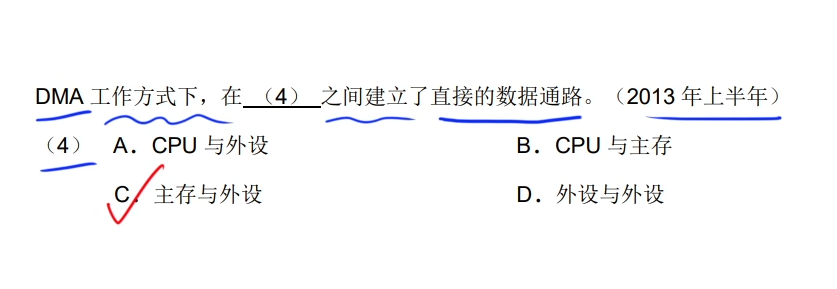 DMA 工作方式下，在 （4） 之间建立了直接的数据通路。（2013 年上半年）
（4） A．CPU 与外设 B．CPU 与主存
C．主存与外设 D．外设与外设